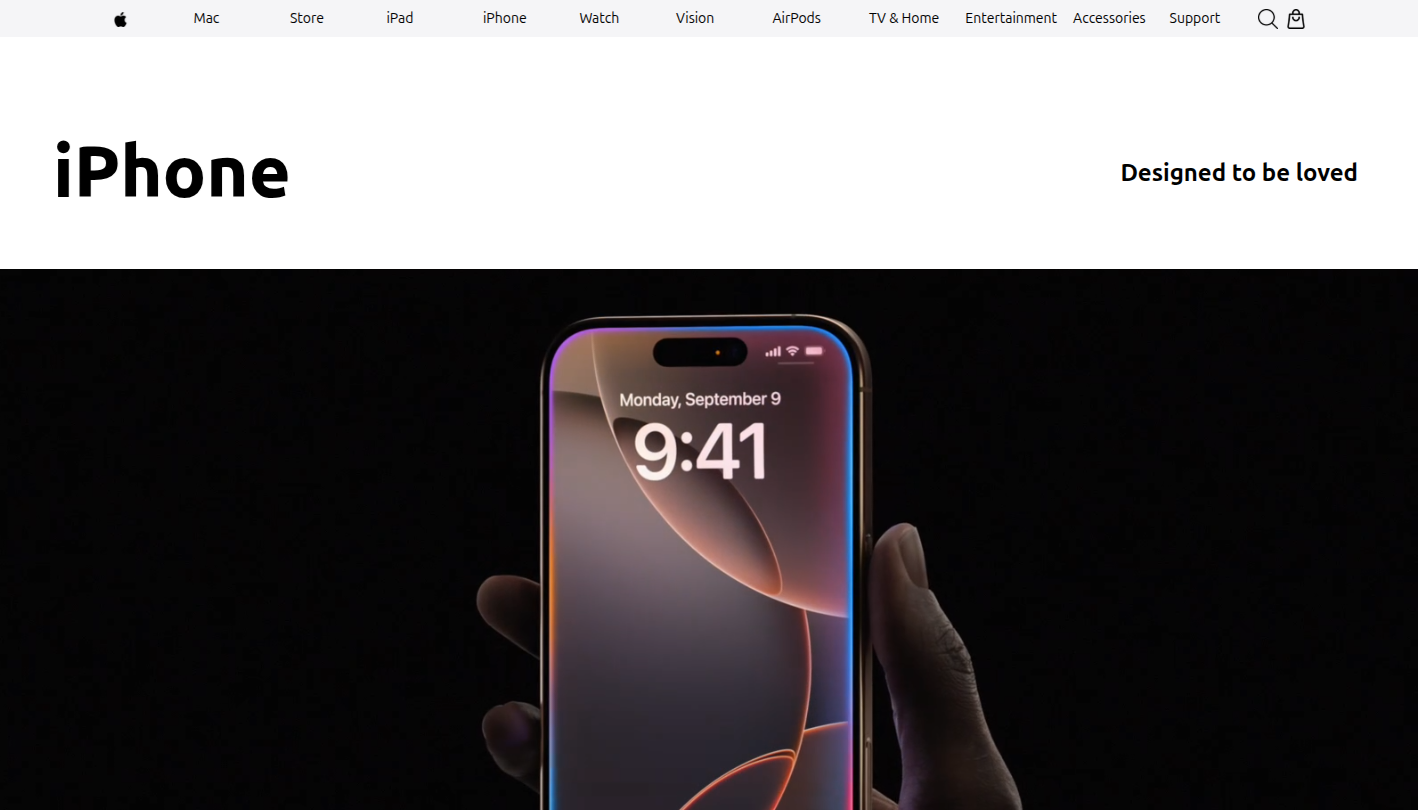 Mac Store iPad iPhone Watch Vision AirPods TV & Home Entertainment Accessories Support
iPhone
Designed to be loved
Monday, September 9
9:41